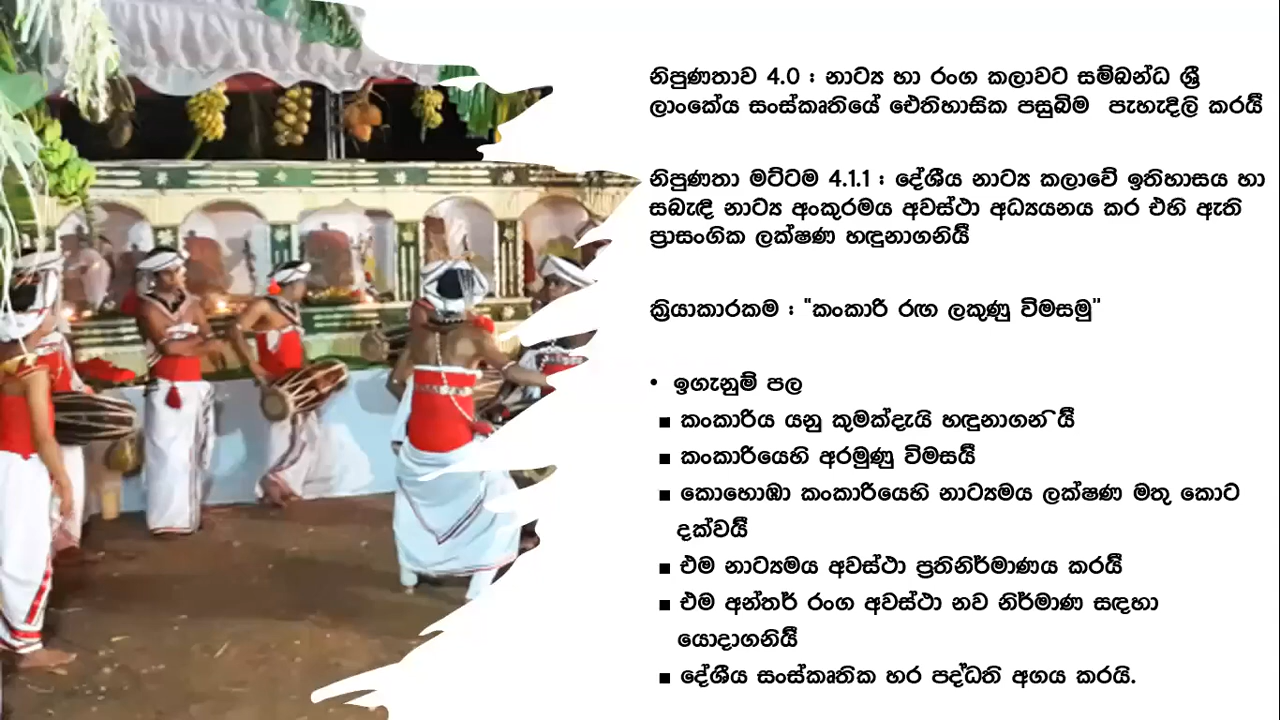 නිපුණතාව 4.0 : නාට්‍ය හා රංග කලාවට සම්බන්ධ ශ්‍රී
ලාංකේය සංස්කෘතියේ ඓතිහාසික පසුබිම පැහැදිලි කරයි
නිපුණතා මට්ටම 4.1.1 : දේශීය නාට්‍ය කලාවේ ඉතිහාසය හා
සබැඳි නාට්‍ය අංකුරමය අවස්ථා අධ්‍යයනය කර එහි ඇති
ප්‍රාසංගික ලක්ෂණ හඳුනාගනියි
ක්‍රියාකාරකම : "කංකාරි රඟ ලකුණු විමසමු"
• ඉගැනුම් පල
▪ කංකාරිය යනු කුමක්දැයි හඳුනාගනියි
▪ කංකාරියෙහි අරමුණු විමසයි
▪ කොහොඹා කංකාරියෙහි නාට්‍යමය ලක්ෂණ මතු කොට
දක්වයි
▪ එම නාට්‍යමය අවස්ථා ප්‍රතිනිර්මාණය කරයි
▪ එම අන්තර් රංග අවස්ථා නව නිර්මාණ සඳහා
යොදාගනියි
▪ දේශීය සංස්කෘතික හර පද්ධති අගය කරයි.